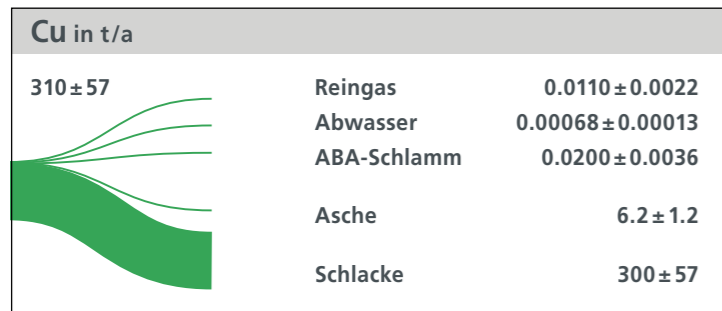 Cu in t/a
310 ± 57
Reingas 0.0110 ± 0.0022
Abwasser 0.00068 ± 0.00013
ABA-Schlamm 0.0200 ± 0.0036
Asche 6.2 ± 1.2
Schlacke 300 ± 57